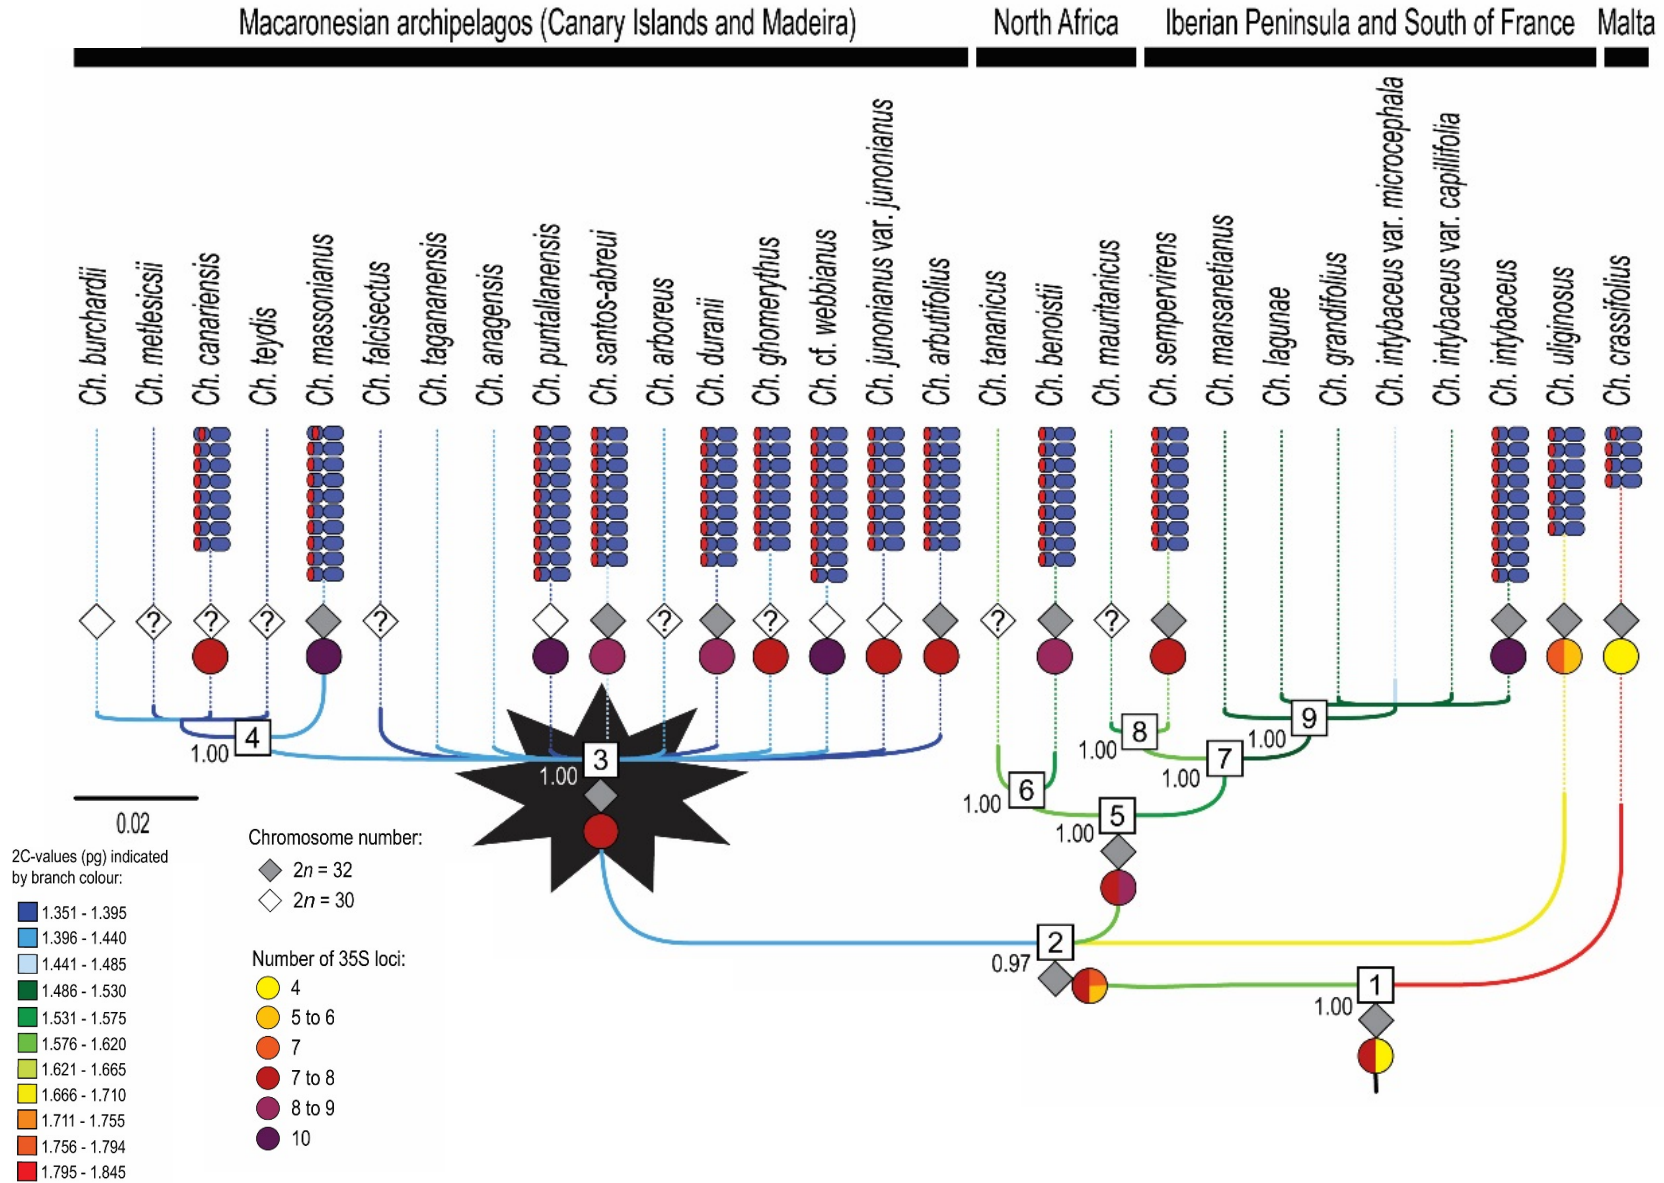 Macaronesian archipelagos (Canary Islands and Madeira)
North Africa
Iberian Peninsula and South of France
Malta
Ch. burchardii
Ch. metlesicsii
Ch. canariensis
Ch. teydis
Ch. massonianus
Ch. falcisectus
Ch. tagananensis
Ch. anagensis
Ch. puntallanensis
Ch. santos-abreui
Ch. arboreus
Ch. duranii
Ch. ghomerythus
Ch. cf. webbianus
Ch. junonianus var. junonianus
Ch. arbutifolius
Ch. tananicus
Ch. benoistii
Ch. mauritanicus
Ch. sempervirens
Ch. mansanetianus
Ch. lagunae
Ch. grandifolius
Ch. intybaceus var. microcephala
Ch. intybaceus var. capillifolia
Ch. intybaceus
Ch. uliginosus
Ch. crassifolius
?
?
?
?
?
?
?
?
4
1.00
3
1.00
8
1.00
9
1.00
7
1.00
6
1.00
5
1.00
2
0.97
1
1.00
0.02
2C-values (pg) indicated
by branch colour:
1.351 - 1.395
1.396 - 1.440
1.441 - 1.485
1.486 - 1.530
1.531 - 1.575
1.576 - 1.620
1.621 - 1.665
1.666 - 1.710
1.711 - 1.755
1.756 - 1.794
1.795 - 1.845
Chromosome number:
2n = 32
2n = 30
Number of 35S loci:
4
5 to 6
7
7 to 8
8 to 9
10